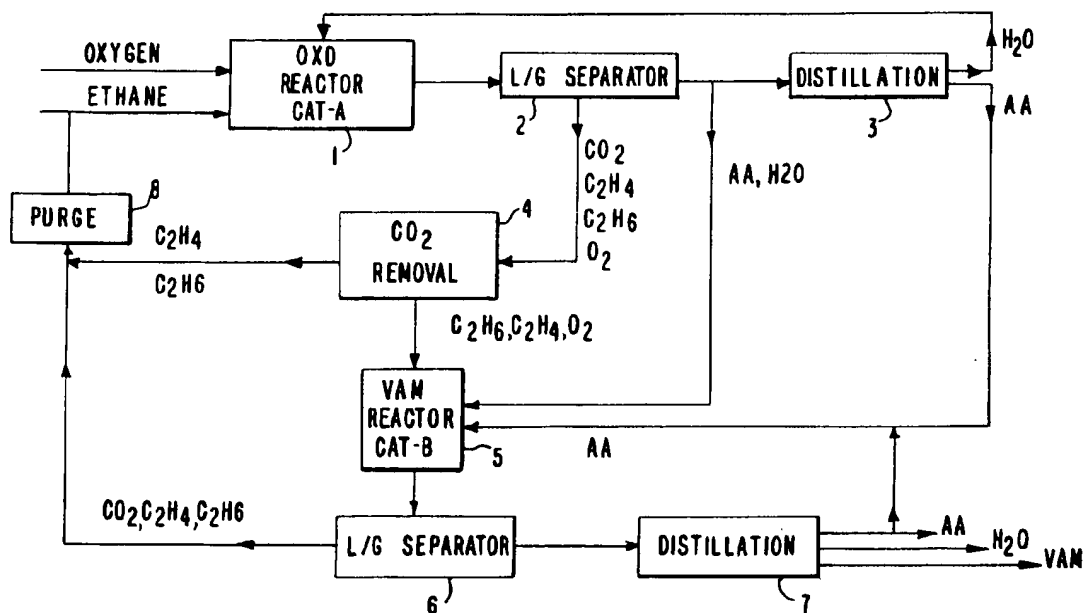 OXYGEN
ETHANE
OXD
REACTOR
CAT-A
1
L/G SEPARATOR
2
DISTILLATION
3
H2O
AA
CO2
C2H4
C2H6
O2
AA, H2O
PURGE
8
C2H4
C2H6
CO2
REMOVAL
4
C2H6,C2H4,O2
VAM
REACTOR
CAT-B
5
AA
CO2,C2H4,C2H6
L/G SEPARATOR
6
DISTILLATION
7
AA
H2O
VAM